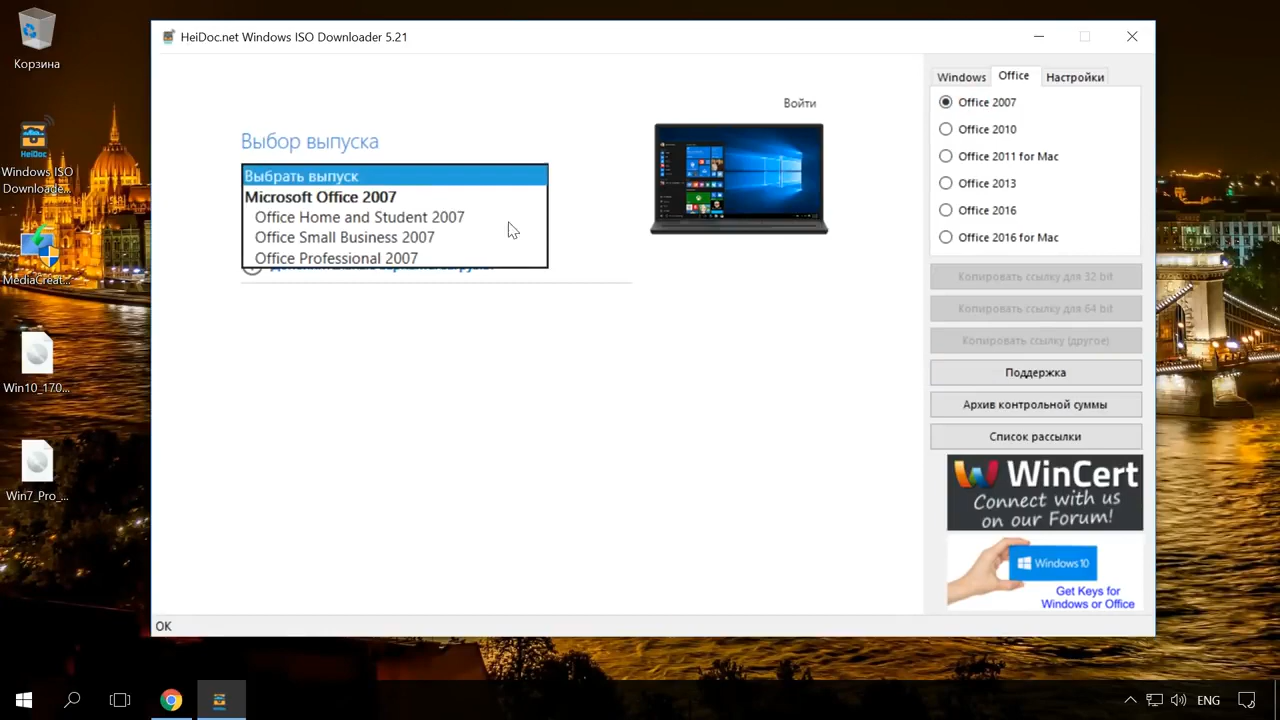 Корзина
Windows ISO
Downloade...
MediaCreat...
Win10_170...
Win7_Pro_...
HeiDoc
HeiDoc.net Windows ISO Downloader 5.21
Войти
Выбор выпуска
Выбрать выпуск
Microsoft Office 2007
Office Home and Student 2007
Office Small Business 2007
Office Professional 2007
Windows Office Настройки
Office 2007
Office 2010
Office 2011 for Mac
Office 2013
Office 2016
Office 2016 for Mac
Копировать ссылку для 32 bit
Копировать ссылку для 64 bit
Копировать ссылку (другое)
Поддержка
Архив контрольной суммы
Список рассылки
WinCert
Connect with us
on our Forum!
Windows10
Get Keys for
Windows or Office
OK
ENG